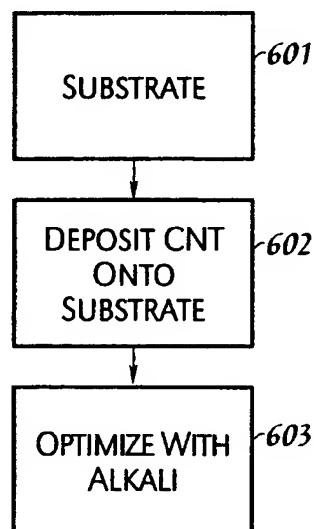 601
SUBSTRATE
602
DEPOSIT CNT
ONTO
SUBSTRATE
603
OPTIMIZE WITH
ALKALI